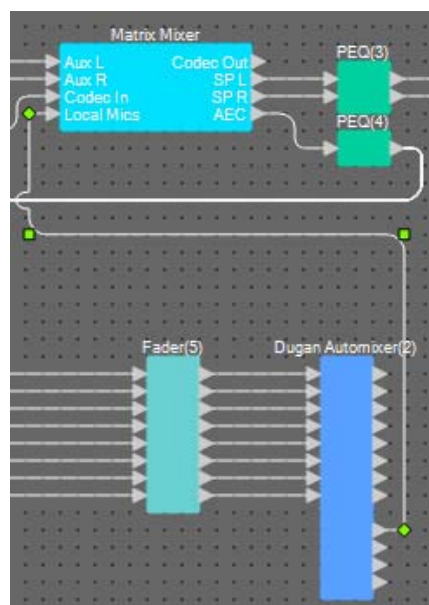 Matrix Mixer
Aux L Codec Out
Aux R SP L
Codec In SP R
Local Mics AEC
PEQ(3)
PEQ(4)
Fader(5) Dugan Automixer(2)